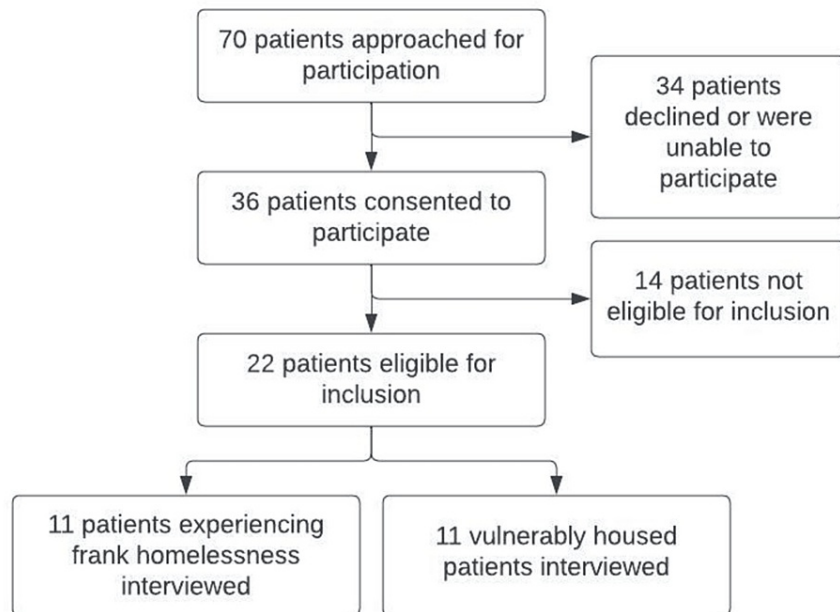 70 patients approached for
participation
34 patients
declined or were
unable to
participate
36 patients consented to
participate
14 patients not
eligible for inclusion
22 patients eligible for
inclusion
11 patients experiencing
frank homelessness
interviewed
11 vulnerably housed
patients interviewed